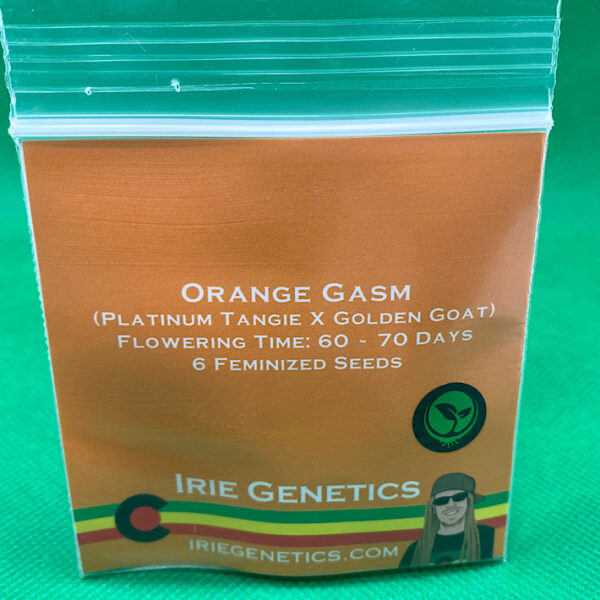 Orange Gasm
(Platinum Tangie X Golden Goat)
Flowering Time: 60 - 70 Days
6 Feminized Seeds
Irie Genetics
iriegenetics.com